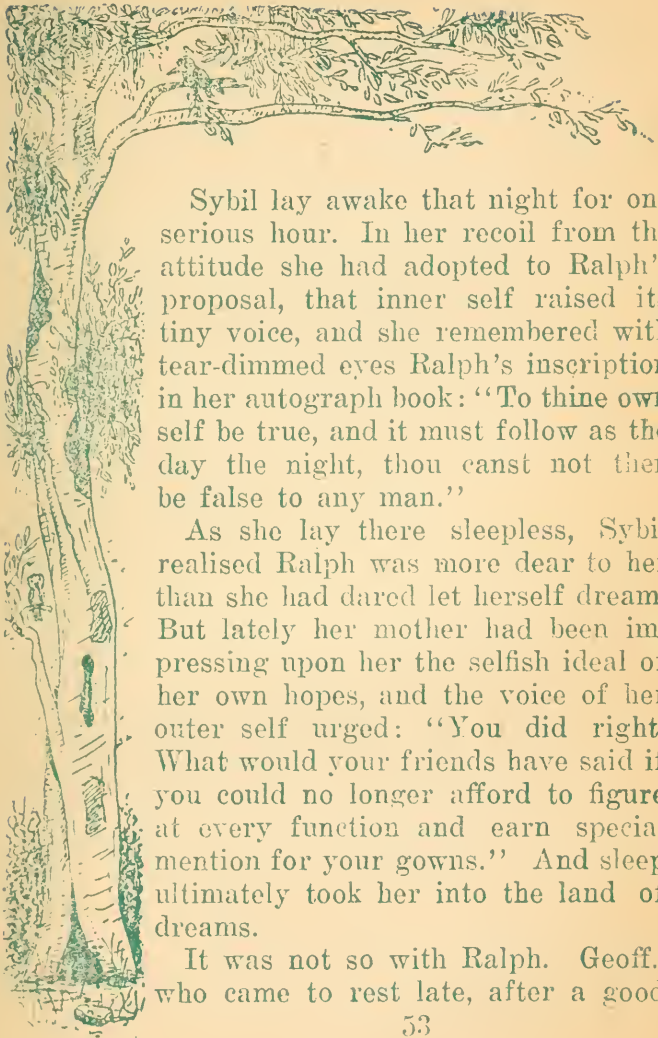 Sybil lay awake that night for on
serious hour. In her recoil from th
attitude she had adopted to Ralph'
proposal, that inner self raised it
tiny voice, and she remembered wit
tear-dimmed eyes Ralph's inscription
in her autograph book: "To thine own
self be true, and it must follow as the
day the night, thou canst not then
be false to any man."
As she lay there sleepless, Sybi
realised Ralph was more dear to her
than she had dared let herself dream
But lately her mother had been im
pressing upon her the selfish ideal of
her own hopes, and the voice of her
outer self urged: "You did right
What would your friends have said if
you could no longer afford to figure
at every function and earn specia
mention for your gowns." And sleep
ultimately took her into the land of
dreams.
It was not so with Ralph. Geoff.
who came to rest late, after a good
53